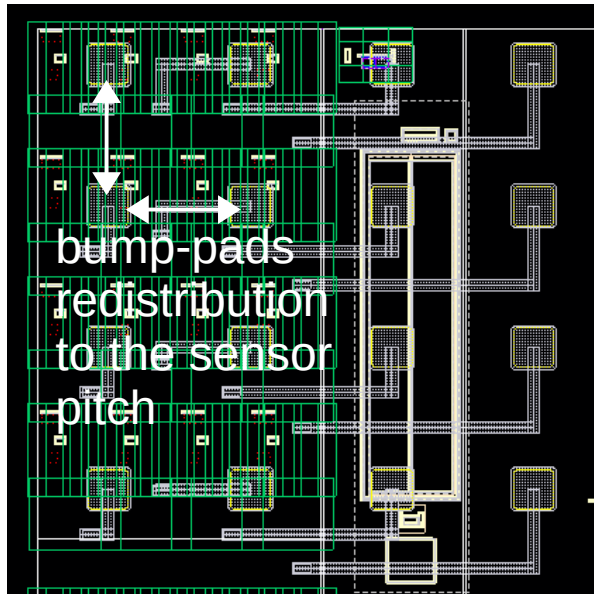 bump-pads
redistribution
to the sensor
pitch